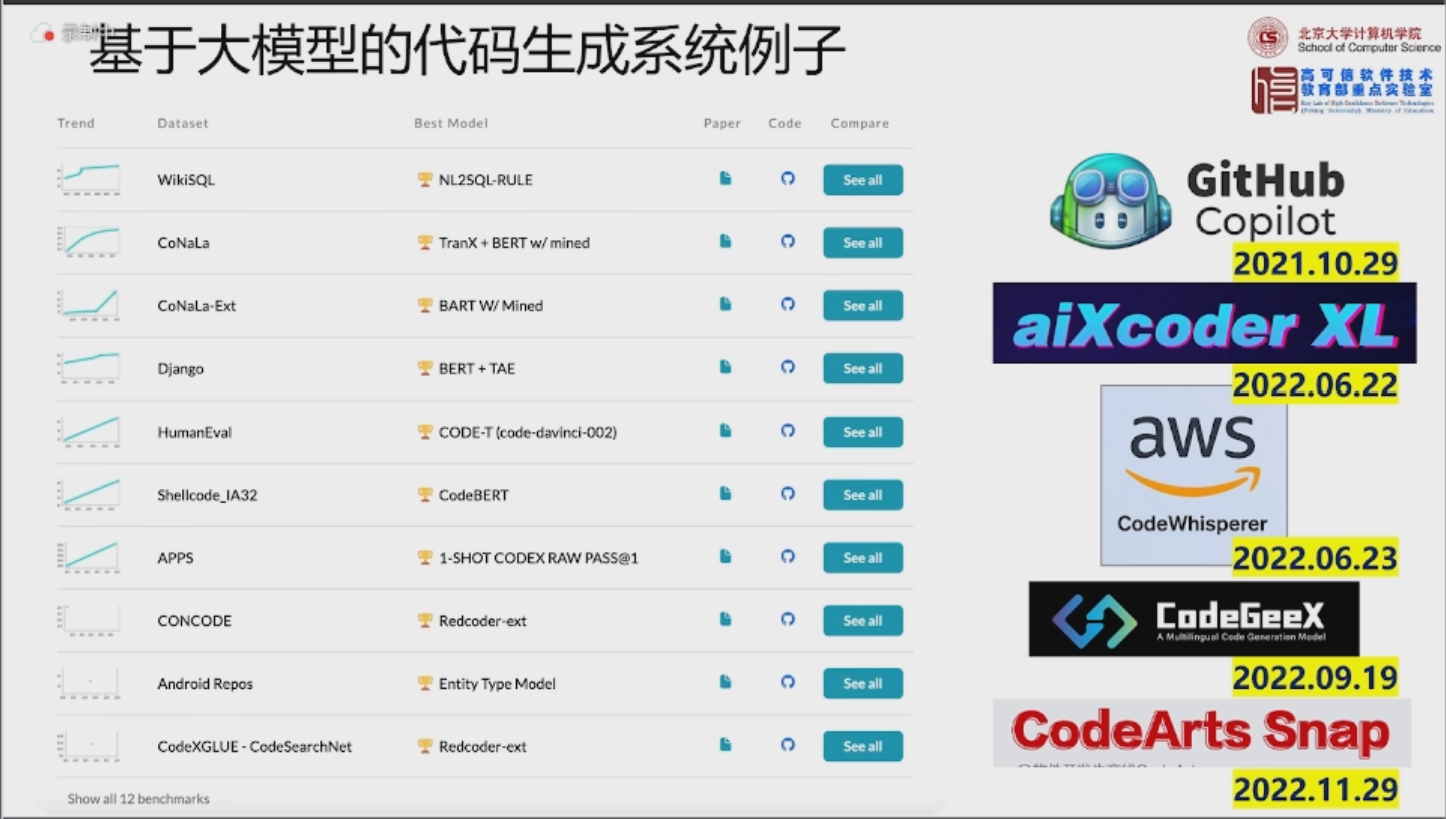 录制中
基于大模型的代码生成系统例子
北京大学计算机学院
School of Computer Science
高可信软件技术
教育部重点实验室
Key Lab of High Confidence Software Technologies
(Peking University), Ministry of Education
Trend Dataset Best Model Paper Code Compare
WikiSQL NL2SQL-RULE See all
CoNaLa TranX + BERT w/ mined See all
CoNaLa-Ext BART W/ Mined See all
Django BERT + TAE See all
HumanEval CODE-T (code-davinci-002) See all
Shellcode_IA32 CodeBERT See all
APPS 1-SHOT CODEX RAW PASS@1 See all
CONCODE Redcoder-ext See all
Android Repos Entity Type Model See all
CodeXGLUE - CodeSearchNet Redcoder-ext See all
Show all 12 benchmarks
GitHub
Copilot
2021.10.29
aiXcoder XL
2022.06.22
aws
CodeWhisperer
2022.06.23
CodeGeeX
A Multilingual Code Generation Model
2022.09.19
CodeArts Snap
2022.11.29